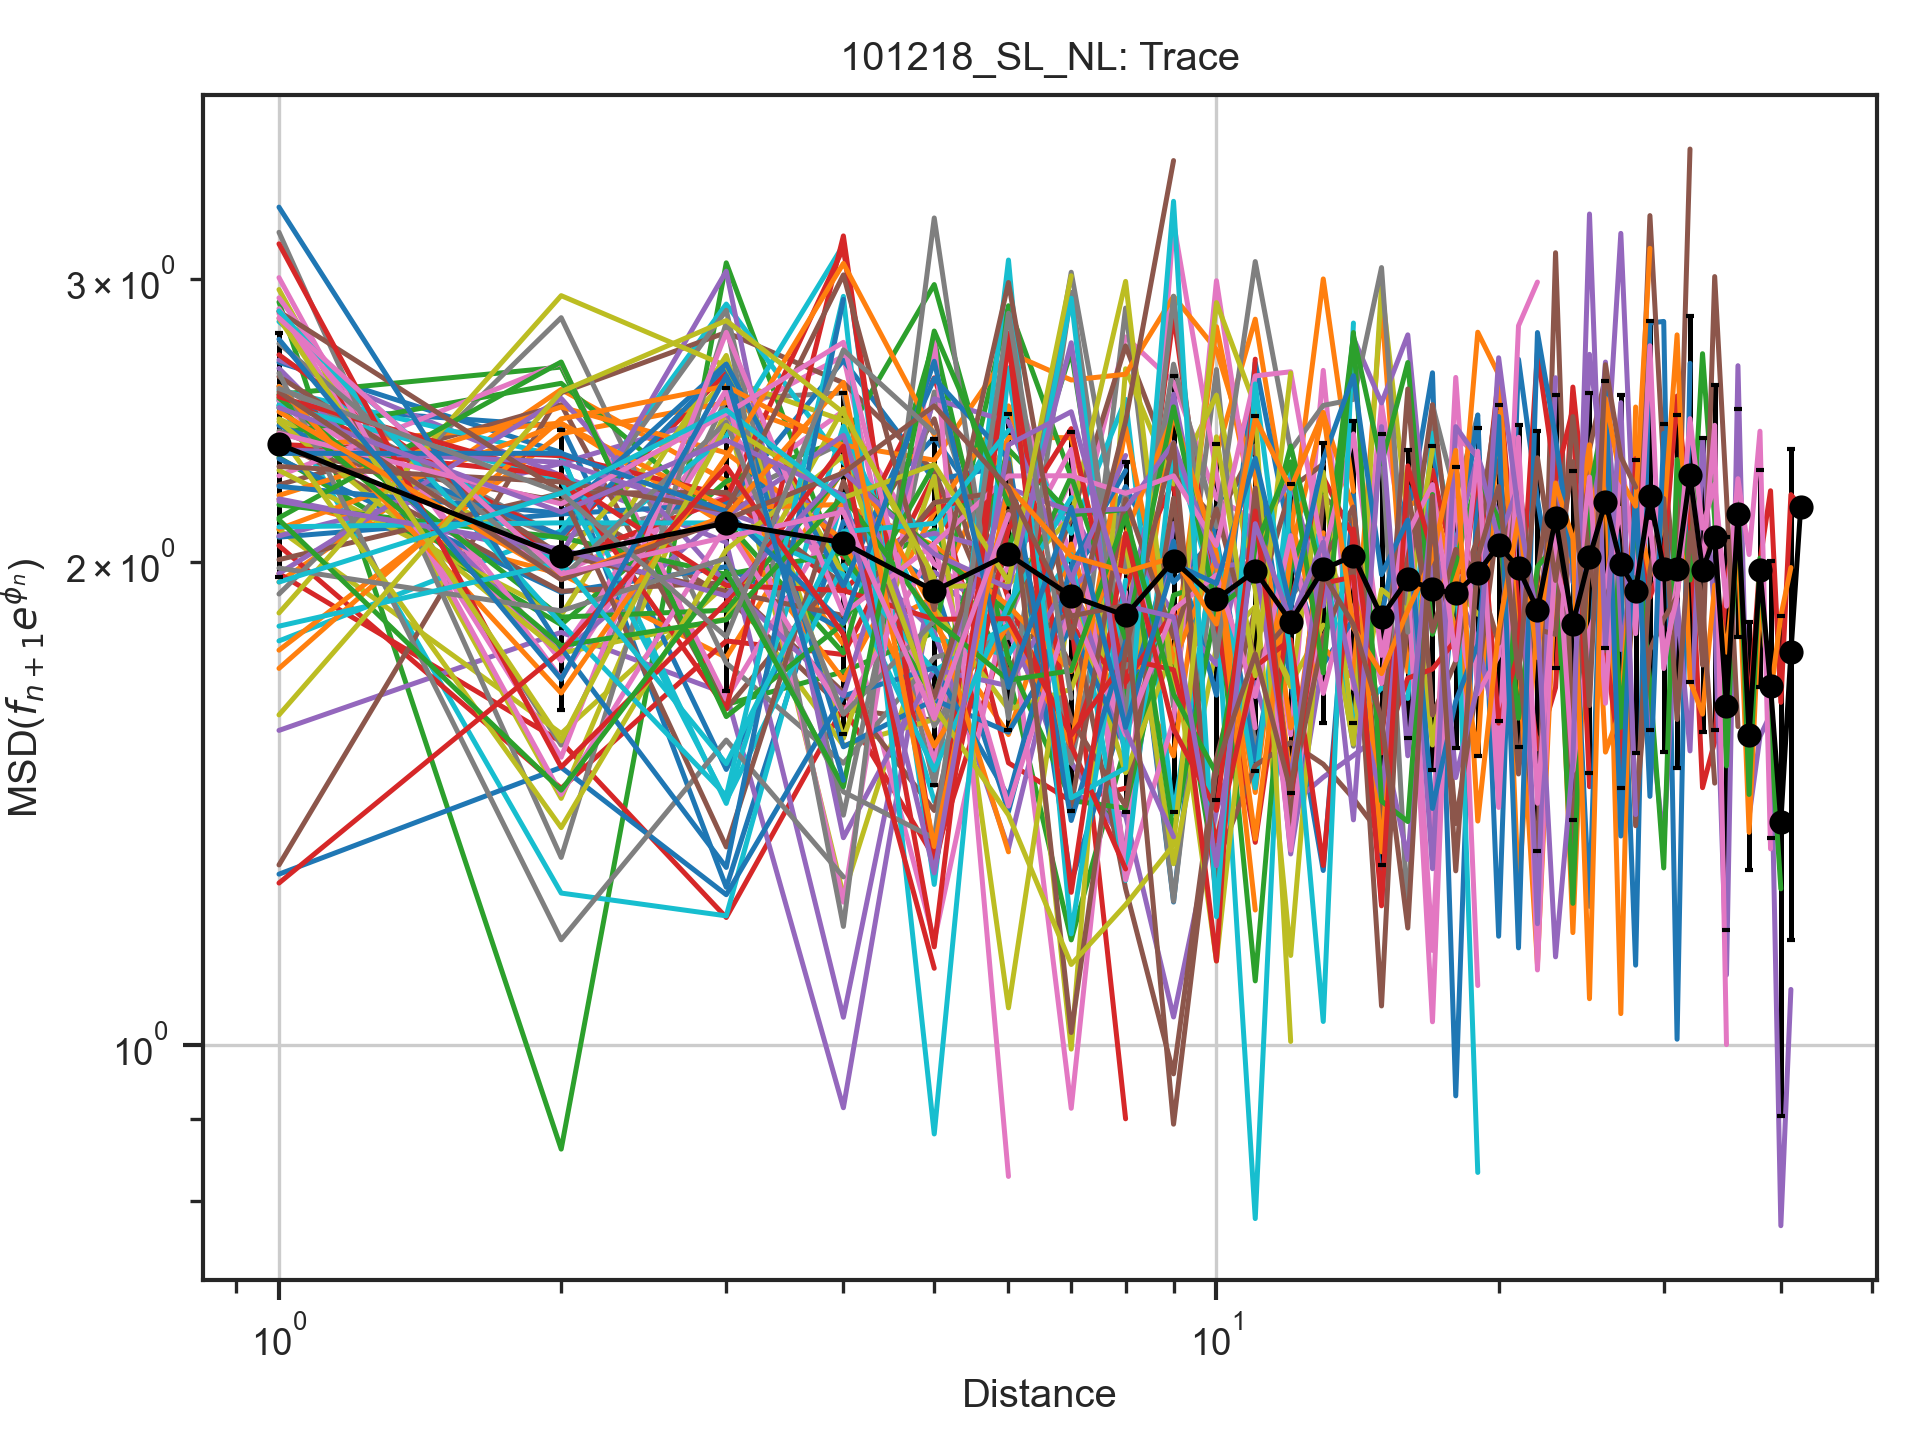 101218_SL_NL: Trace
MSD(fₙ₊₁e^ϕₙ)
3 × 10⁰
2 × 10⁰
10⁰
10⁰ 10¹
Distance